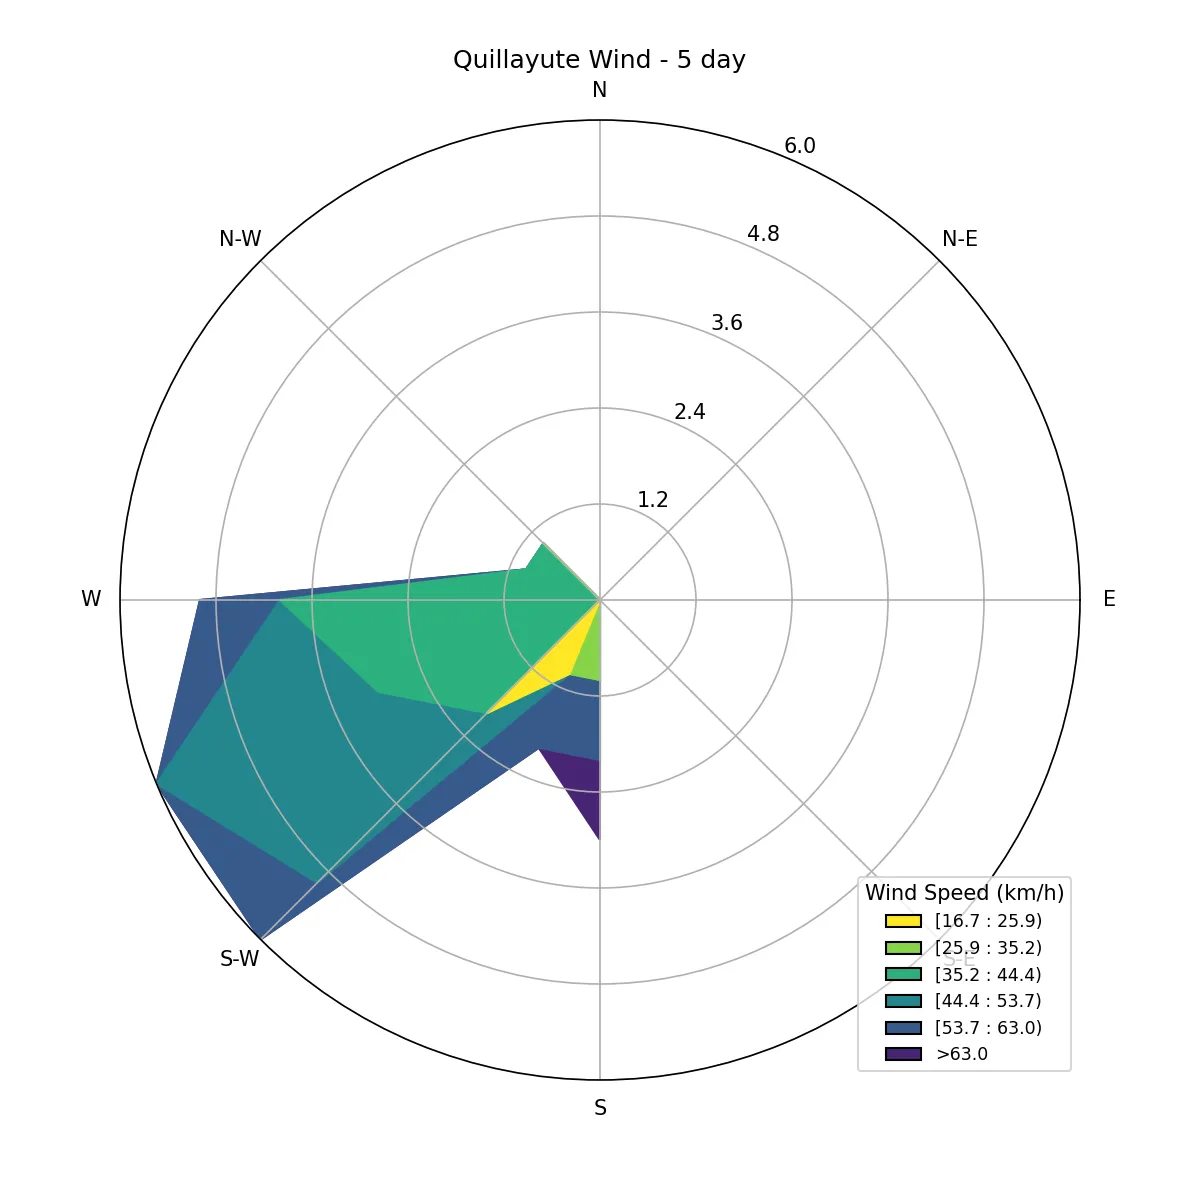 Quillayute Wind - 5 day
N
6.0
N-W
N-E
4.8
3.6
2.4
1.2
W
E
S-W
S-E
Wind Speed (km/h)
[16.7 : 25.9)
[25.9 : 35.2)
[35.2 : 44.4)
[44.4 : 53.7)
[53.7 : 63.0)
>63.0
S